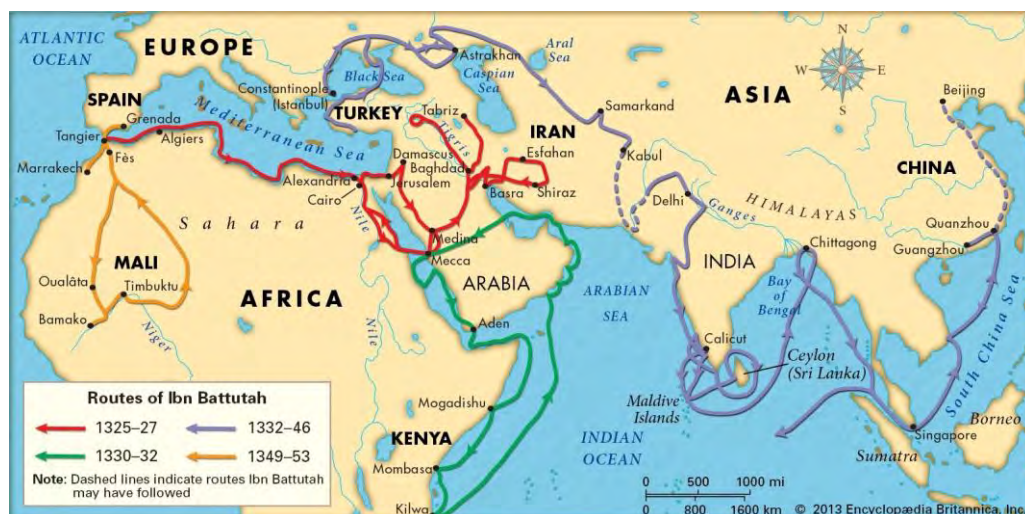 ATLANTIC
OCEAN
EUROPE
SPAIN
Grenada
Tangier
Algiers
Fès
Marrakech
Mediterranean Sea
Constantinople
(Istanbul)
Black Sea
TURKEY
Astrakhan
Caspian
Sea
Aral
Sea
Tabriz
Tigris
IRAN
Damascus
Baghdad
Esfahan
Alexandria
Jerusalem
Basra
Shiraz
Cairo
Nile
Samarkand
Kabul
ASIA
N
W
E
S
Beijing
CHINA
Delhi
Ganges
HIMALAYAS
Quanzhou
Guangzhou
Chittagong
INDIA
Bay
of
Bengal
Sahara
MALI
Oualâta
Timbuktu
Bamako
Niger
AFRICA
Nile
Medina
Mecca
ARABIA
Aden
ARABIAN
SEA
Calicut
Ceylon
(Sri Lanka)
Maldive
Islands
South China Sea
Mogadishu
KENYA
Mombasa
Kilwa
INDIAN
OCEAN
Singapore
Sumatra
Borneo
Routes of Ibn Battutah
1325–27
1332–46
1330–32
1349–53
Note: Dashed lines indicate routes Ibn Battutah
may have followed
0 500 1000 mi
0 800 1600 km
© 2013 Encyclopædia Britannica, Inc.